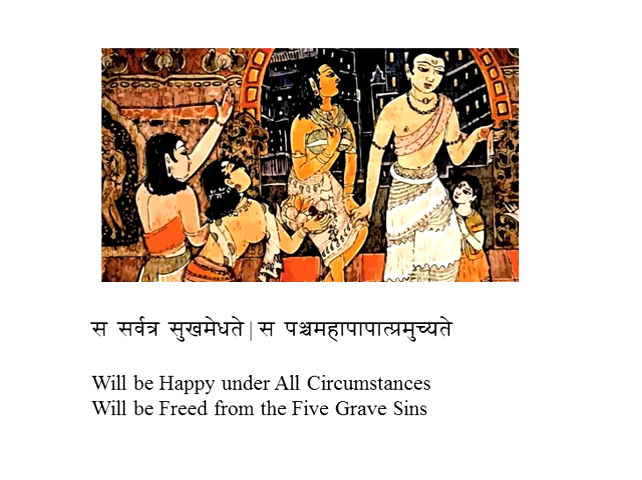 स सर्वत्र सुखमेधते | स पञ्चमहापापात्प्रमुच्यते
Will be Happy under All Circumstances
Will be Freed from the Five Grave Sins